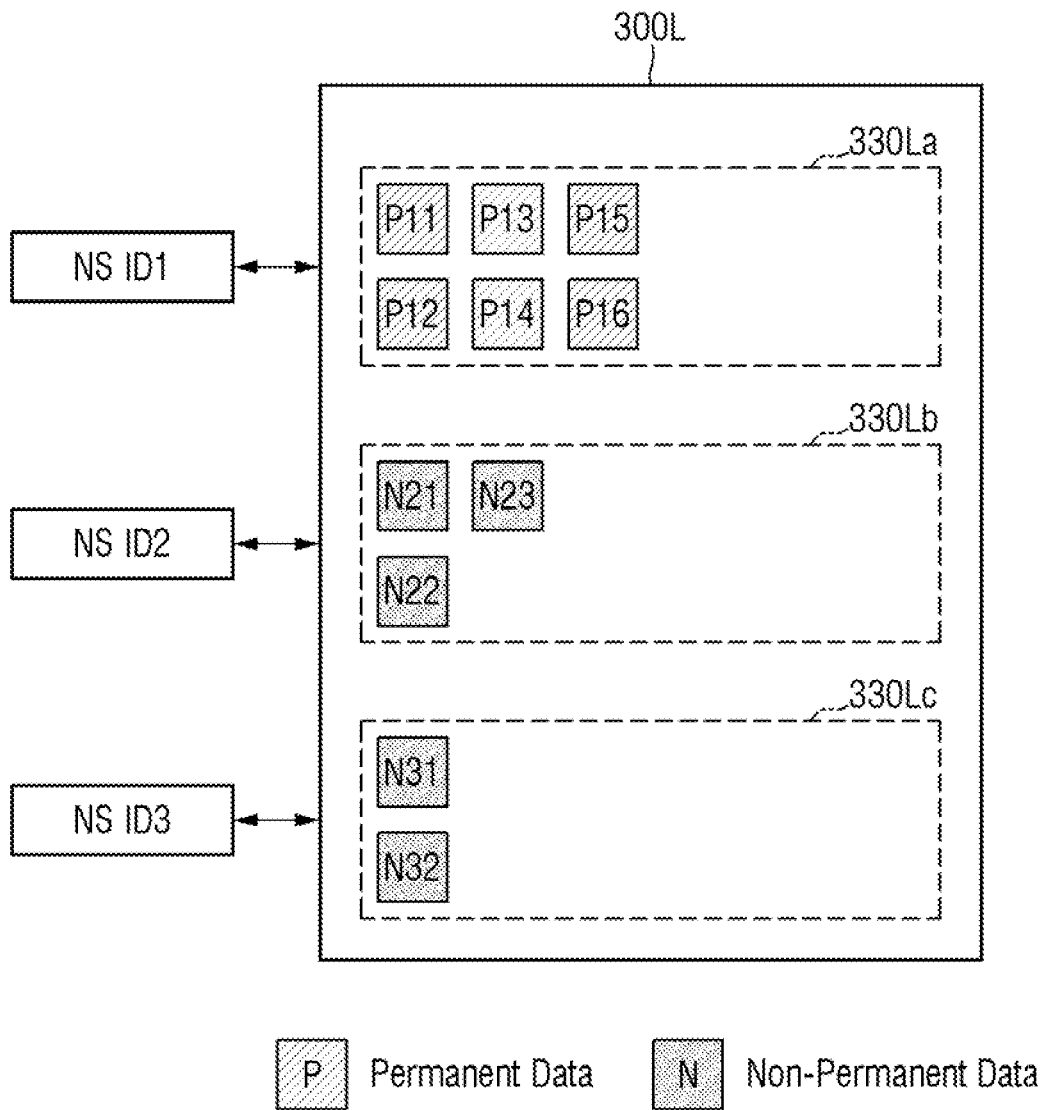 300L
330La
P11 P13 P15
NS ID1
P12 P14 P16
330Lb
N21 N23
NS ID2
N22
330Lc
N31
NS ID3
N32
P Permanent Data N Non-Permanent Data